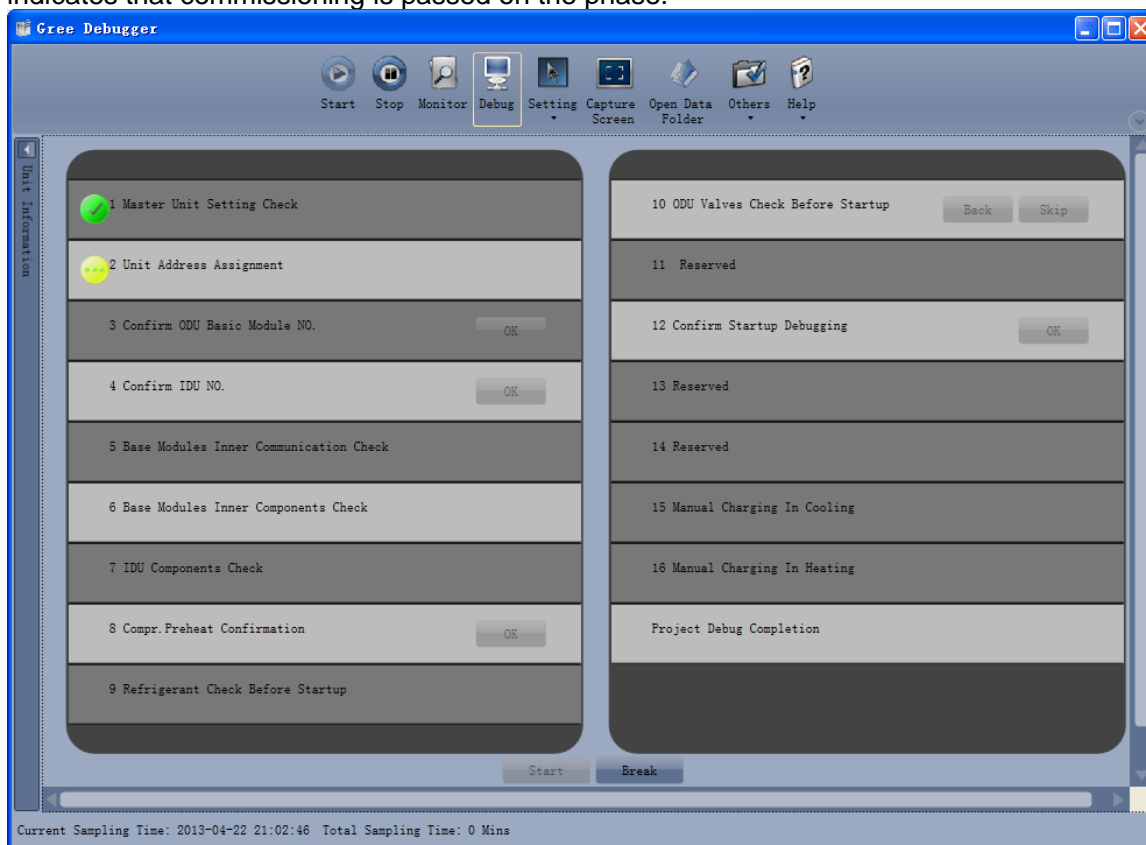 indicates that commissioning is passed on the phase.
Gree Debugger
Start Stop Monitor Debug Setting Capture Screen Open Data Folder Others Help
Unit Information
1 Master Unit Setting Check
2 Unit Address Assignment
3 Confirm ODU Basic Module NO. OK
4 Confirm IDU NO. OK
5 Base Modules Inner Communication Check
6 Base Modules Inner Components Check
7 IDU Components Check
8 Compr.Preheat Confirmation OK
9 Refrigerant Check Before Startup
10 ODU Valves Check Before Startup Back Skip
11 Reserved
12 Confirm Startup Debugging OK
13 Reserved
14 Reserved
15 Manual Charging In Cooling
16 Manual Charging In Heating
Project Debug Completion
Start Break
Current Sampling Time: 2013-04-22 21:02:46 Total Sampling Time: 0 Mins